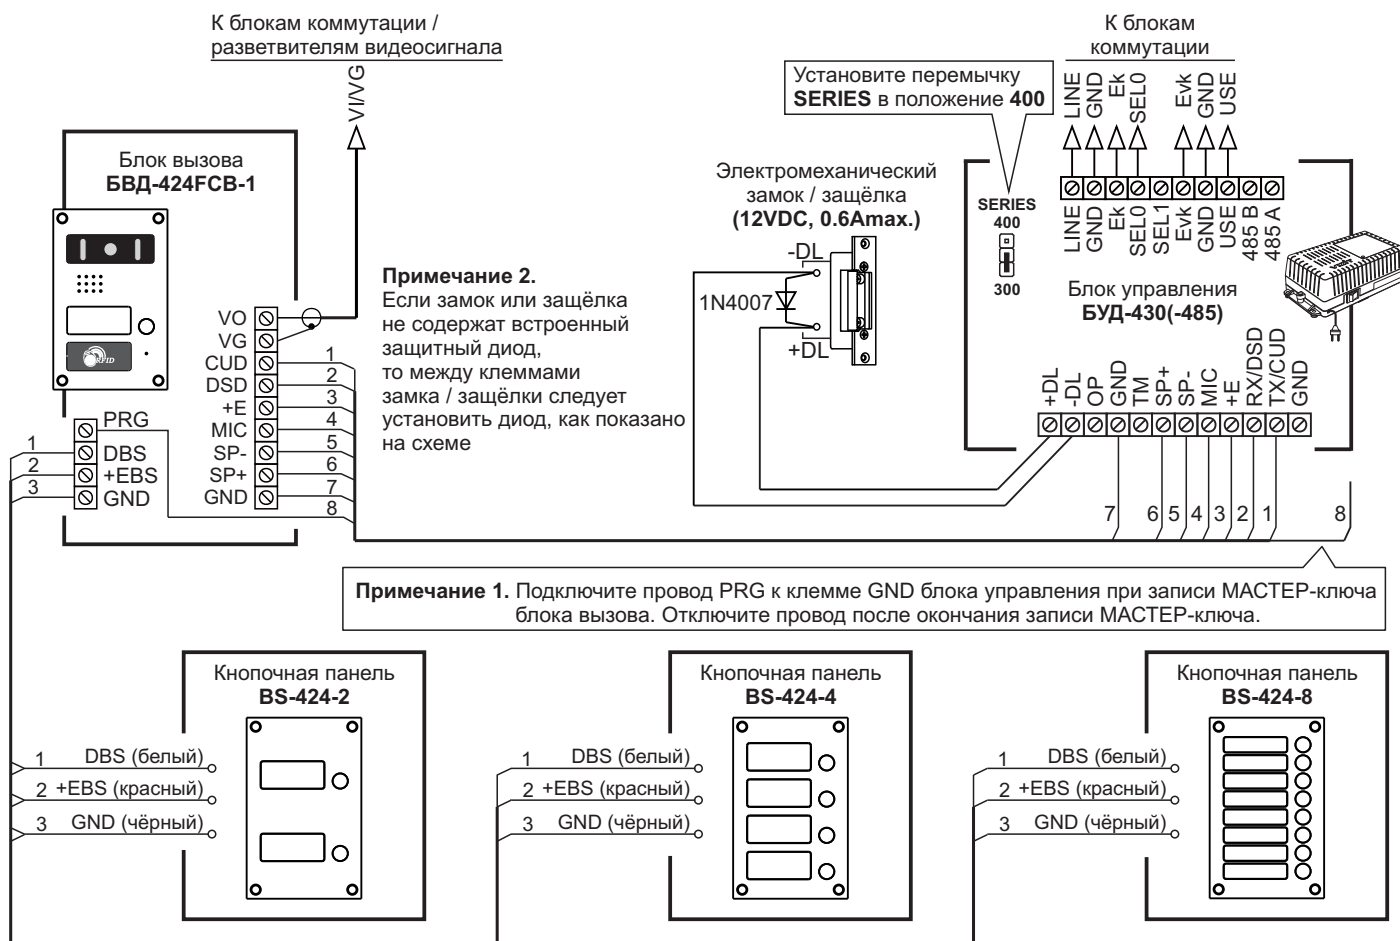 К блокам коммутации /
разветвителям видеосигнала
VI/VG
Блок вызова
БВД-424FCB-1
RFID
VO
VG
CUD
DSD
+E
MIC
SP-
SP+
GND
1
2
3
4
5
6
7
8
PRG
DBS
+EBS
GND
1
2
3
Примечание 2.
Если замок или защёлка
не содержат встроенный
защитный диод,
то между клеммами
замка / защёлки следует
установить диод, как показано
на схеме
Электромеханический
замок / защёлка
(12VDC, 0.6Amax.)
-DL
1N4007
+DL
Установите перемычку
SERIES в положение 400
SERIES
400
300
К блокам
коммутации
LINE
GND
Ek
SEL0
Evk
GND
USE
LINE
GND
Ek
SEL0
SEL1
Evk
GND
USE
485 B
485 A
Блок управления
БУД-430(-485)
+DL
-DL
OP
GND
TM
SP+
SP-
MIC
+E
RX/DSD
TX/CUD
GND
7
6
5
4
3
2
1
8
Примечание 1. Подключите провод PRG к клемме GND блока управления при записи МАСТЕР-ключа
блока вызова. Отключите провод после окончания записи МАСТЕР-ключа.
Кнопочная панель
BS-424-2
1 DBS (белый)
2 +EBS (красный)
3 GND (чёрный)
Кнопочная панель
BS-424-4
1 DBS (белый)
2 +EBS (красный)
3 GND (чёрный)
Кнопочная панель
BS-424-8
1 DBS (белый)
2 +EBS (красный)
3 GND (чёрный)